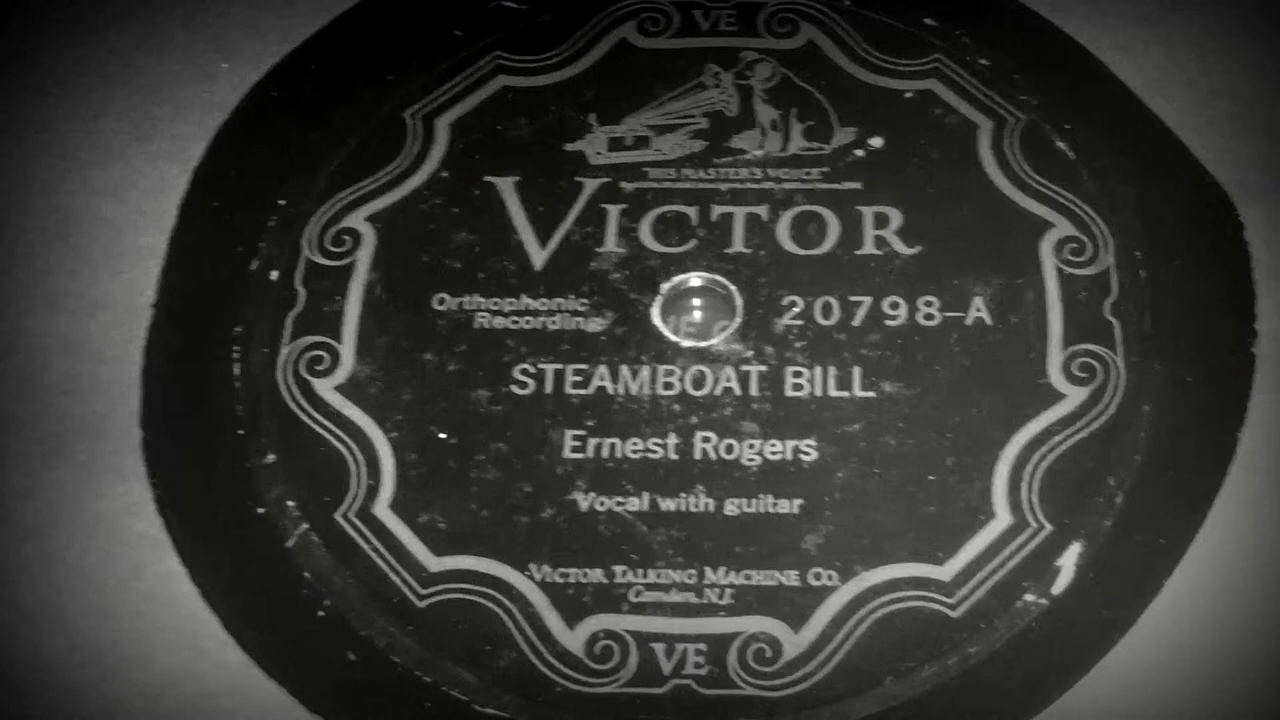 VE
"HIS MASTER'S VOICE"
VICTOR
Orthophonic
Recording
20798-A
STEAMBOAT BILL
Ernest Rogers
Vocal with guitar
VICTOR TALKING MACHINE CO.
Camden, N.J.
VE